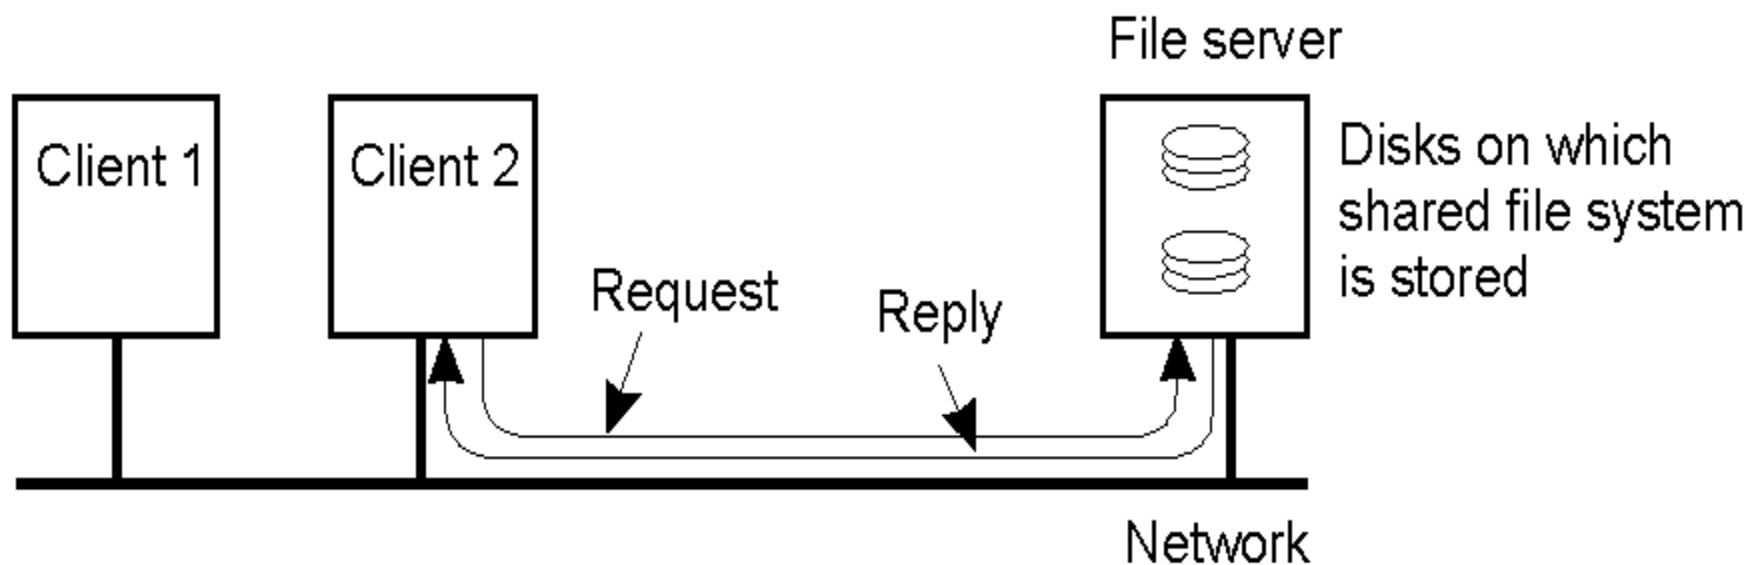 File server
Client 1
Client 2
Disks on which
shared file system
is stored
Request
Reply
Network